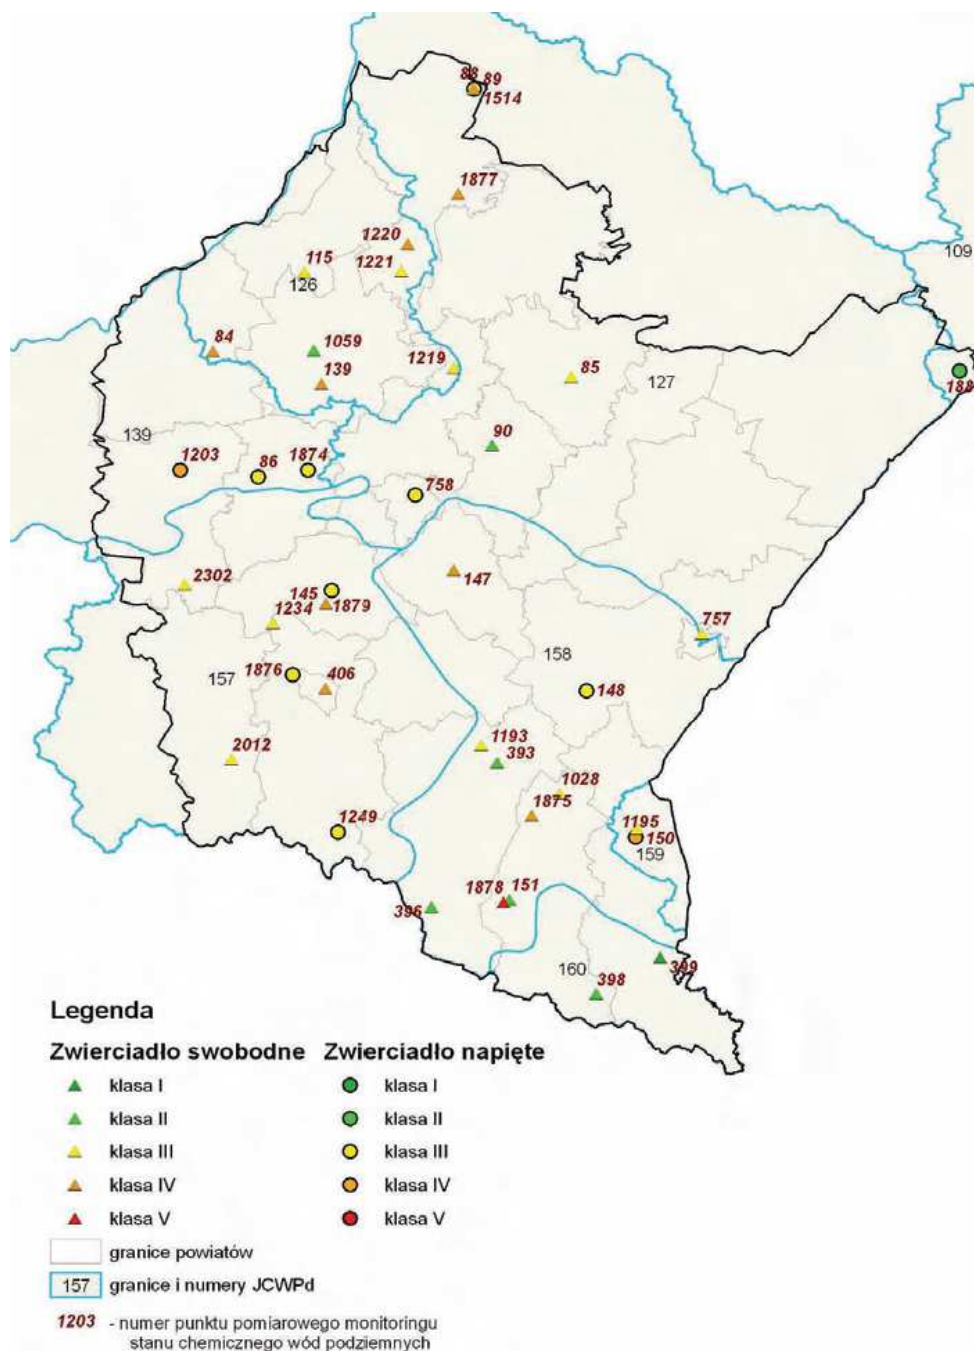 88 89
1514
1877
1220
115 1221
109
126
84 1059
1219
139 85
127
188
139 90
1203 86 1874
758
2302 147
145
1234 1879
757
158
157 1876 406
148
2012 1193
393
1028
1875
1249
1195
150
159
1878 151
396
160 399
398
Legenda
Zwierciadło swobodne Zwierciadło napięte
klasa I klasa I
klasa II klasa II
klasa III klasa III
klasa IV klasa IV
klasa V klasa V
granice powiatów
157 granice i numery JCWPd
1203 - numer punktu pomiarowego monitoringu
stanu chemicznego wód podziemnych